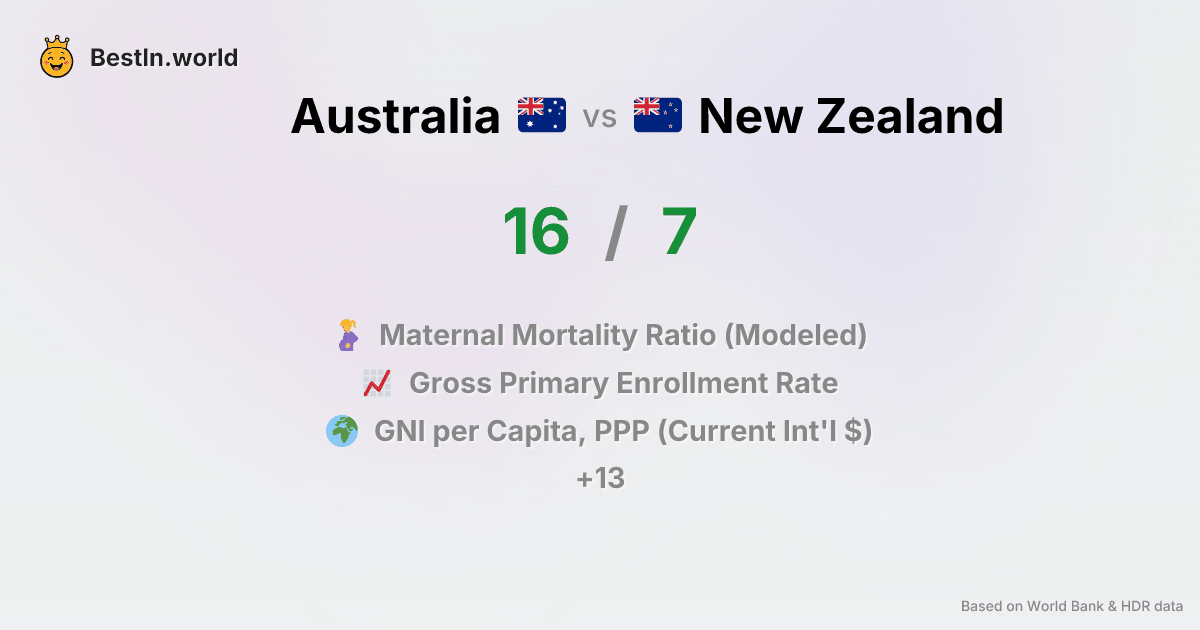 BestIn.world
Australia vs New Zealand
16 / 7
Maternal Mortality Ratio (Modeled)
Gross Primary Enrollment Rate
GNI per Capita, PPP (Current Int'l $)
+13
Based on World Bank & HDR data